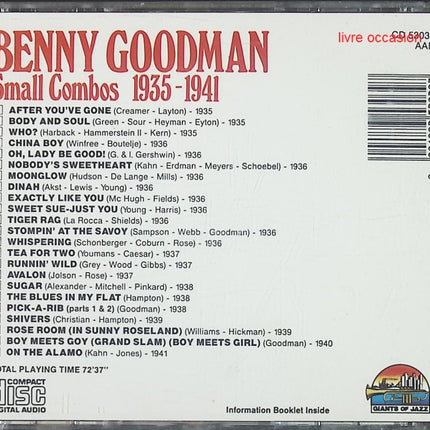 BENNY GOODMAN
Small Combos 1935-1941
livre occasion
CD 5303
AAD
AFTER YOU'VE GONE (Creamer - Layton) - 1935
BODY AND SOUL (Green - Sour - Heyman - Eyton) - 1935
WHO? (Harback - Hammerstein II - Kern) - 1935
CHINA BOY (Winfree - Boutelje) - 1936
OH, LADY BE GOOD! (G. & I. Gershwin) - 1936
NOBODY'S SWEETHEART (Kahn - Erdman - Meyers - Schoebel) - 1936
MOONGLOW (Hudson - De Lange - Mills) - 1936
DINAH (Akst - Lewis - Young) - 1936
EXACTLY LIKE YOU (Mc Hugh - Fields) - 1936
SWEET SUE-JUST YOU (Young - Harris) - 1936
TIGER RAG (La Rocca - Shields) - 1936
STOMPIN' AT THE SAVOY (Sampson - Webb - Goodman) - 1936
WHISPERING (Schonberger - Coburn - Rose) - 1936
TEA FOR TWO (Youmans - Caesar) - 1937
RUNNIN' WILD (Grey - Wood - Gibbs) - 1937
AVALON (Jolson - Rose) - 1937
SUGAR (Alexander - Mitchell - Pinkard) - 1938
THE BLUES IN MY FLAT (Hampton) - 1938
PICK-A-RIB (parts 1 & 2) (Goodman) - 1938
SHIVERS (Christian - Hampton) - 1939
ROSE ROOM (IN SUNNY ROSELAND) (Williams - Hickman) - 1939
BOY MEETS GOY (GRAND SLAM) (BOY MEETS GIRL) (Goodman) - 1940
ON THE ALAMO (Kahn - Jones) - 1941
OTAL PLAYING TIME 72'37"
COMPACT
disc
DIGITAL AUDIO
Information Booklet Inside
GIANTS OF JAZZ